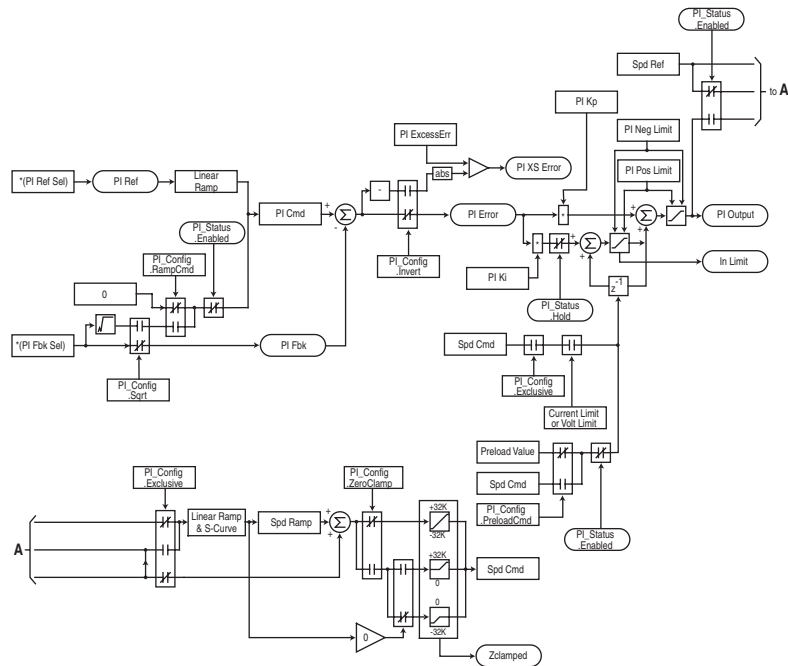 PI_Status
.Enabled
Spd Ref
to A
PI Kp
PI ExcessErr
PI Neg Limit
abs
PI XS Error
PI Pos Limit
*(PI Ref Sel)
PI Ref
Linear
Ramp
PI Cmd
+
-
Σ
-
PI Error
*
+
+
Σ
PI Output
PI_Status
.Enabled
PI_Config
.RampCmd
*
+
+
Σ
In Limit
PI_Config
.Invert
0
PI Ki
z-1
PI_Status
.Hold
*(PI Fbk Sel)
PI Fbk
Spd Cmd
PI_Config
.Sqrt
PI_Config
.Exclusive
Current Limit
or Volt Limit
Preload Value
PI_Config
.Exclusive
PI_Config
.ZeroClamp
Spd Cmd
PI_Config
.PreloadCmd
PI_Status
.Enabled
A
Linear Ramp
& S-Curve
Spd Ramp
+
+
Σ
+32K
-32K
+32K
0
Spd Cmd
0
-32K
0
Zclamped